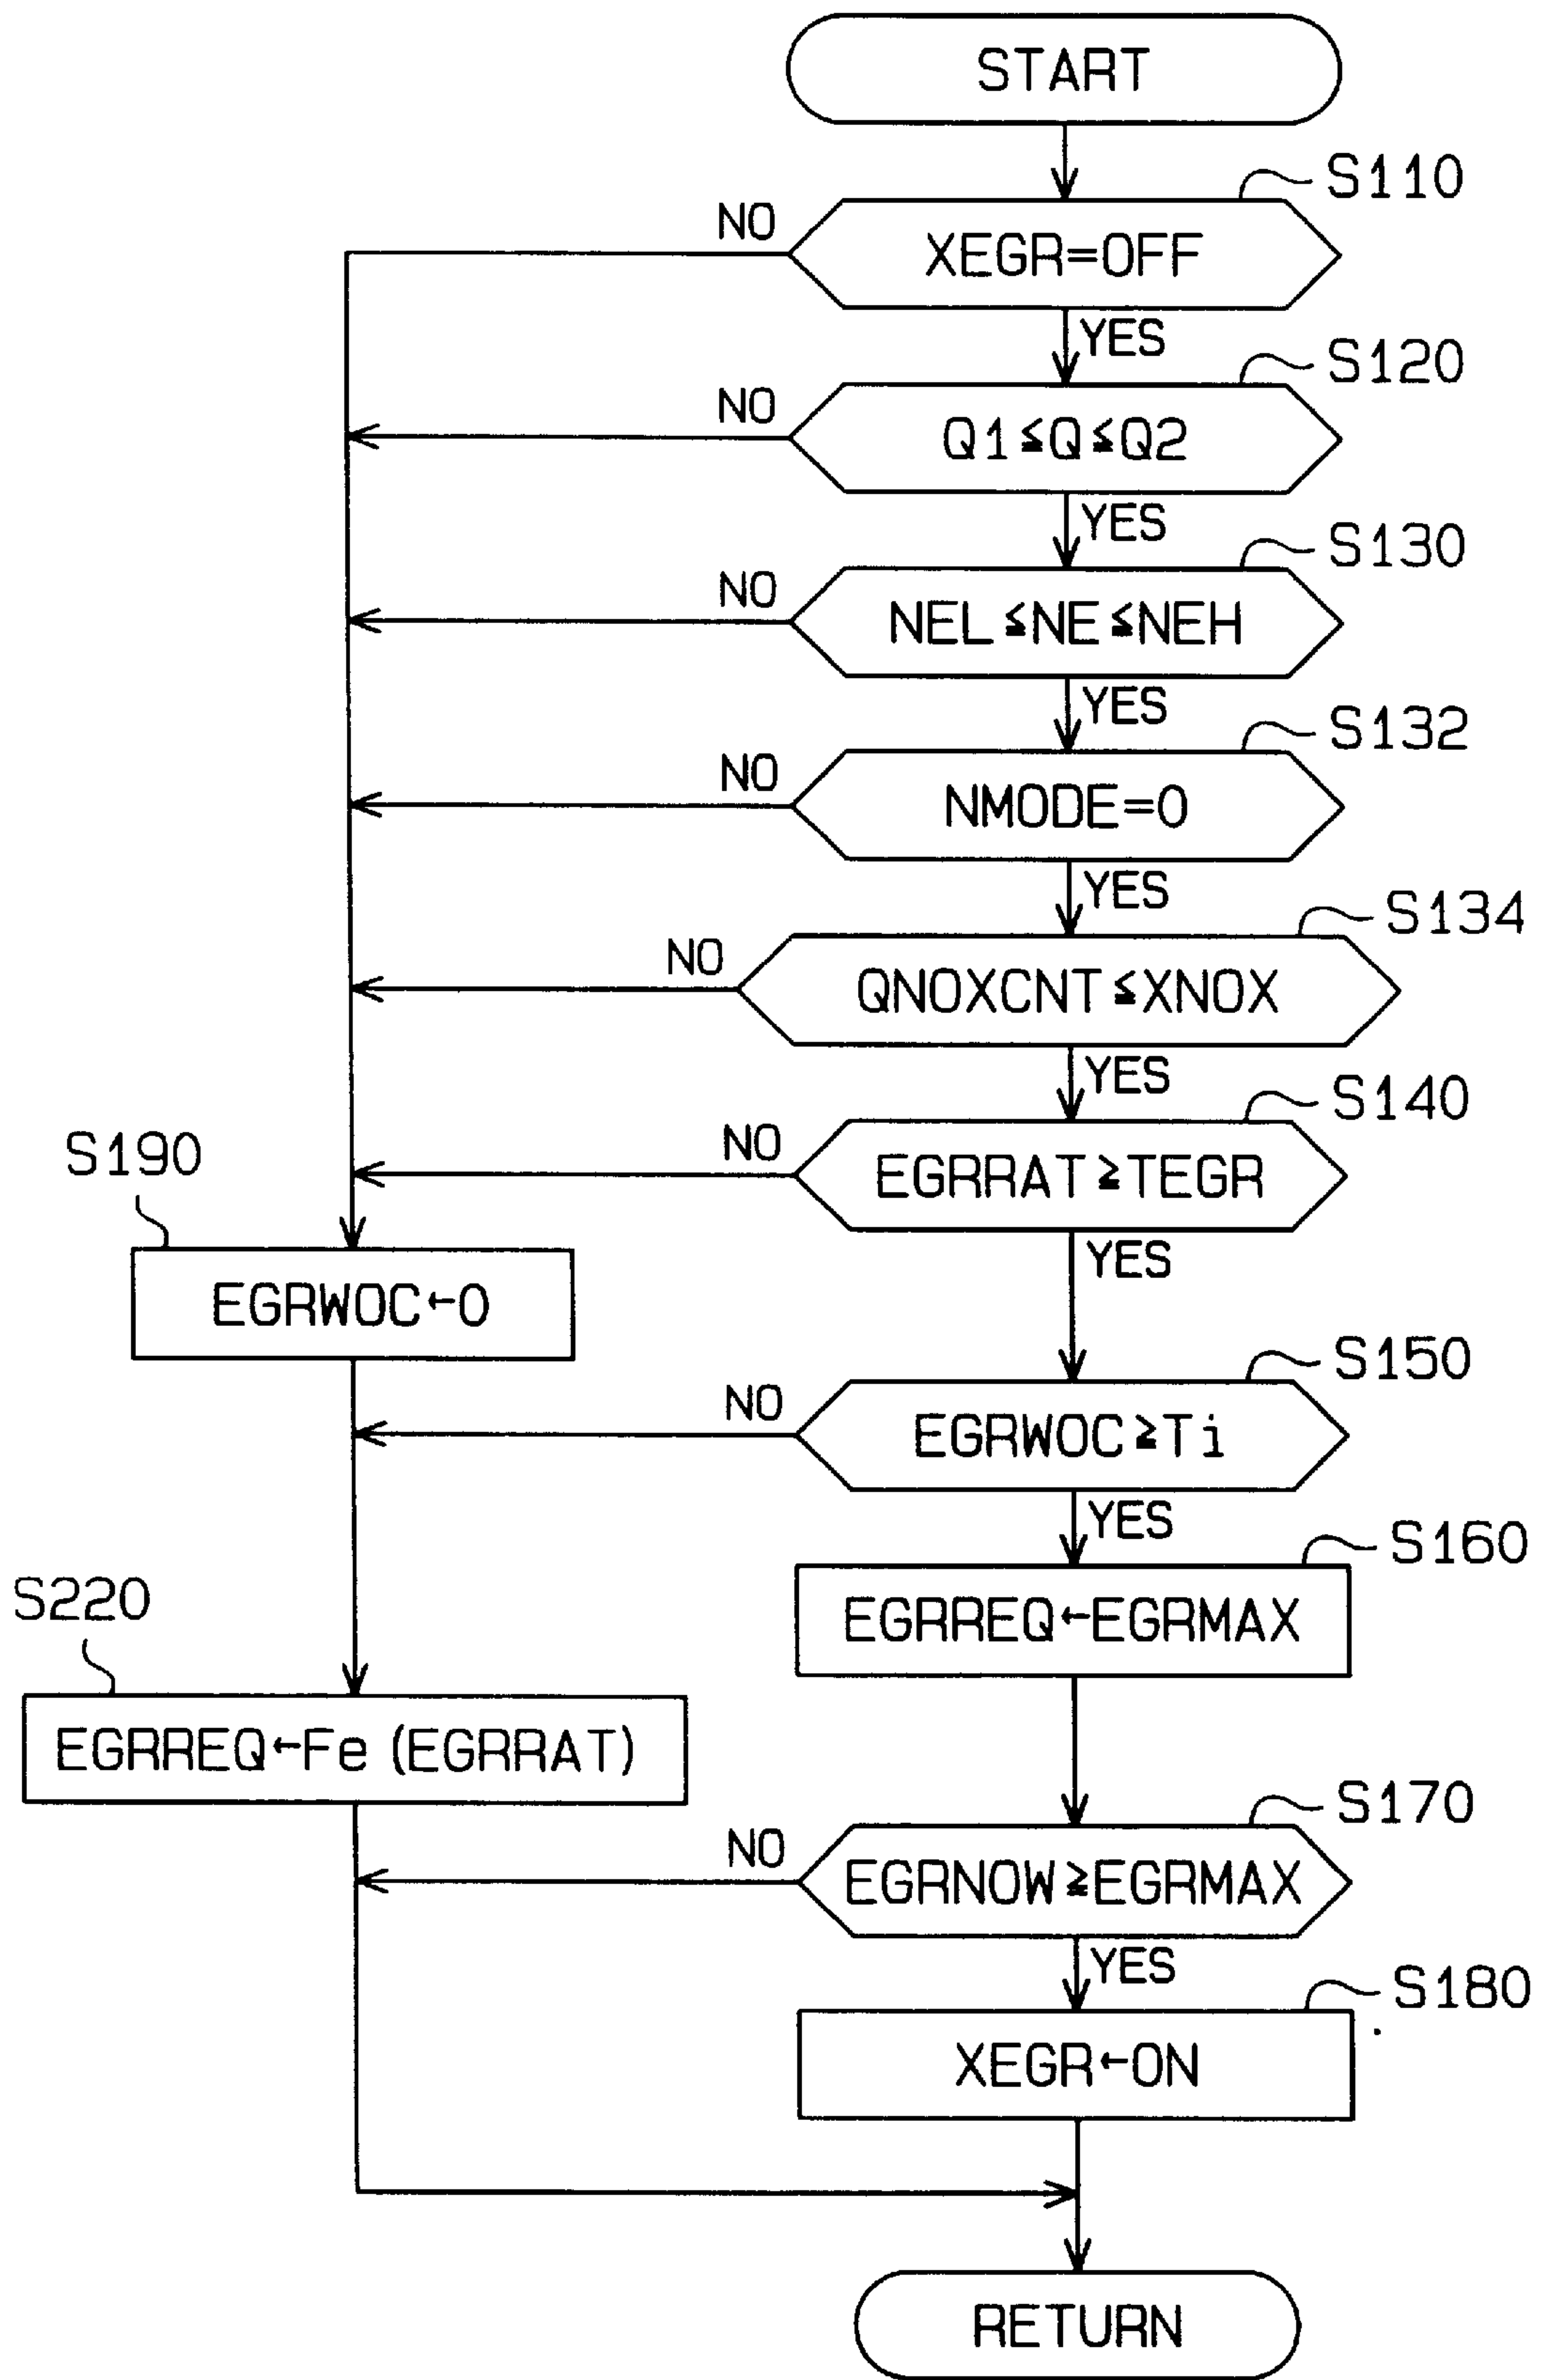 START
S110
NO
XEGR=OFF
YES
S120
NO
Q1≦Q≦Q2
YES
S130
NO
NEL≦NE≦NEH
YES
S132
NO
NMODE=0
YES
S134
NO
QNOXCNT≦XNOX
YES
S140
NO
EGRRAT≧TEGR
YES
S190
EGRWOC←0
S150
NO
EGRWOC≧Ti
YES
S160
EGRREQ←EGRMAX
S220
EGRREQ←Fe (EGRRAT)
S170
NO
EGRNOW≧EGRMAX
YES
S180
XEGR←ON
RETURN